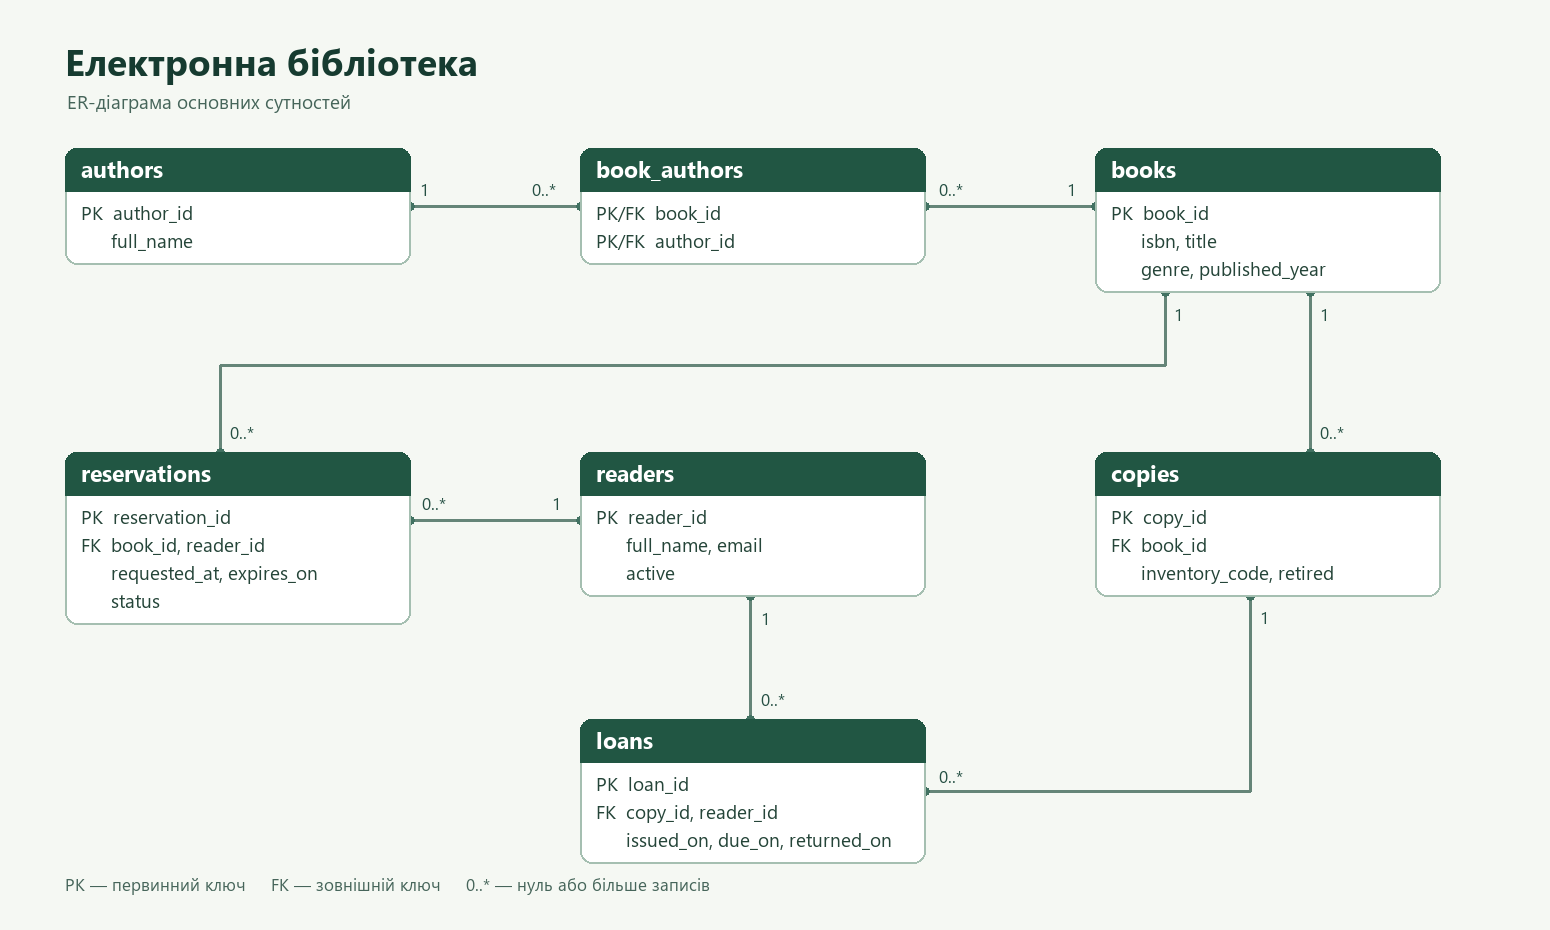 Електронна бібліотека
ER-діаграма основних сутностей
authors
PK author_id
full_name
1
0..*
book_authors
PK/FK book_id
PK/FK author_id
0..*
1
books
PK book_id
isbn, title
genre, published_year
1
1
0..*
0..*
reservations
PK reservation_id
FK book_id, reader_id
requested_at, expires_on
status
0..*
1
readers
PK reader_id
full_name, email
active
copies
PK copy_id
FK book_id
inventory_code, retired
1
1
0..*
loans
PK loan_id
FK copy_id, reader_id
issued_on, due_on, returned_on
0..*
PK — первинний ключ FK — зовнішній ключ 0..* — нуль або більше записів